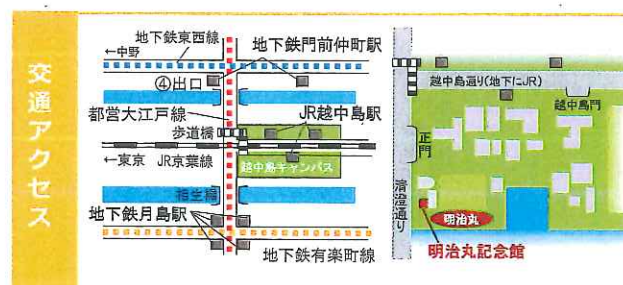 交通アクセス
地下鉄東西線
←中野
地下鉄門前仲町駅
④出口
都営大江戸線
歩道橋
JR越中島駅
←東京 JR京葉線
越中島キャンパス
相生橋
地下鉄月島駅
地下鉄有楽町線
越中島通り(地下にJR)
越中島門
正門
清澄通り
明治丸
明治丸記念館